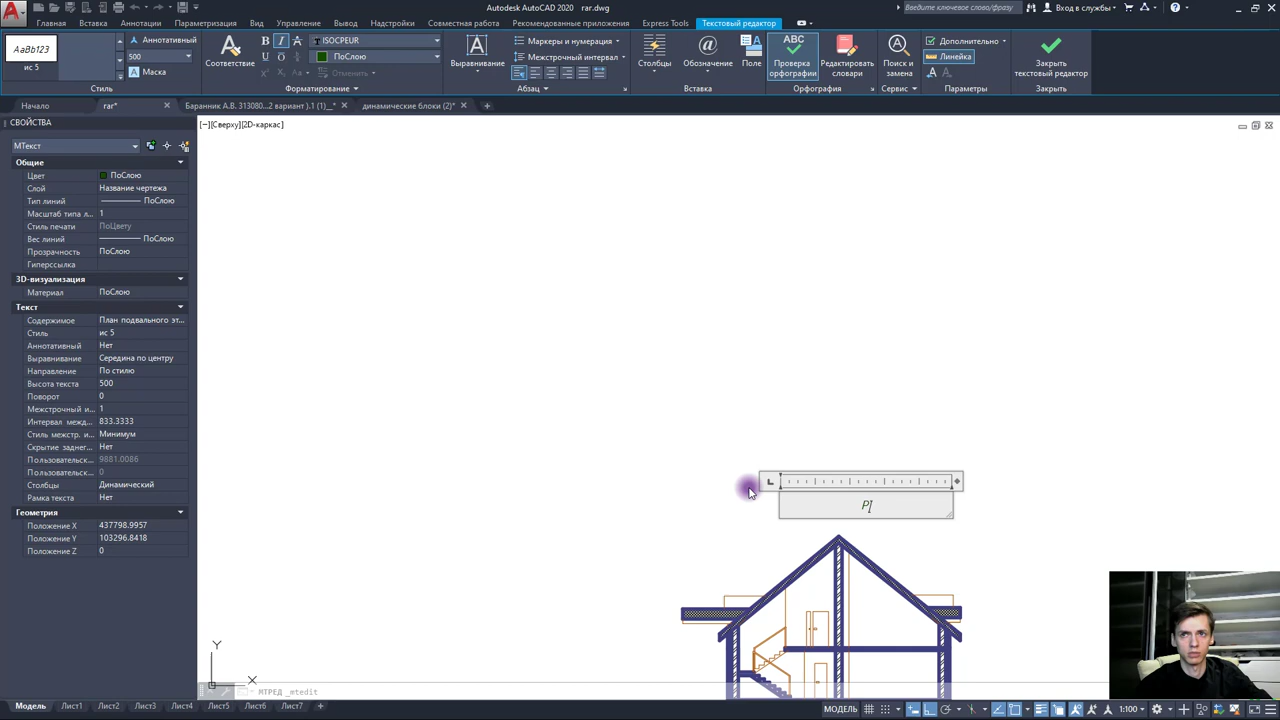 Autodesk AutoCAD 2020 rar.dwg
Введите ключевое слово/фразу
Вход в службы
Главная
Вставка
Аннотации
Параметризация
Вид
Управление
Вывод
Надстройки
Совместная работа
Рекомендованные приложения
Express Tools
Текстовый редактор
AaBb123
ис 5
Аннотативный
500
Маска
Стиль
Соответствие
ISOCPEUR
ПоСлою
Отменить
Форматирование
Выравнивание
Маркеры и нумерация
Межстрочный интервал
Абзац
Столбцы
Обозначение
Поле
Вставка
ABC
Проверка
орфографии
Редактировать
словари
Орфография
Поиск и
замена
Сервис
Дополнительно
Линейка
Параметры
Закрыть
текстовый редактор
Закрыть
Начало
rar*
Баранник А.В. 313080...2 вариант ).1 (1)__*
динамические блоки (2)*
СВОЙСТВА
[−][Сверху][2D-каркас]
МТекст
Общие
Цвет ПоСлою
Слой Название чертежа
Тип линий ПоСлою
Масштаб типа л... 1
Стиль печати ПоЦвету
Вес линий ПоСлою
Прозрачность ПоСлою
Гиперссылка
3D-визуализация
Материал ПоСлою
Текст
Содержимое План подвального эт...
Стиль ис 5
Аннотативный Нет
Выравнивание Середина по центру
Направление По стилю
Высота текста 500
Поворот 0
Межстрочный и... 1
Интервал межд... 833.3333
Стиль межстр. и... Минимум
Скрытие заднег... Нет
Пользовательск... 9881.0086
Пользовательск... 0
Столбцы Динамический
Рамка текста Нет
Геометрия
Положение X 437798.9957
Положение Y 103296.8418
Положение Z 0
P[
Y
X
МТРЕД _mtedit
Модель
Лист1
Лист2
Лист3
Лист4
Лист5
Лист6
Лист7
МОДЕЛЬ
1:100